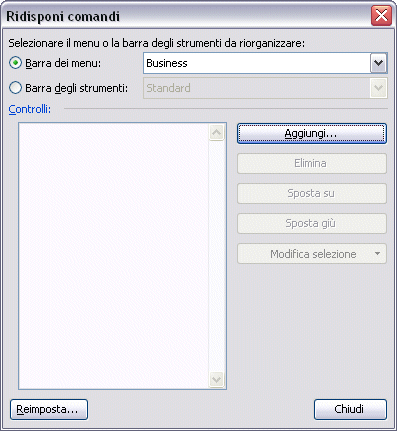 Ridisponi comandi
Selezionare il menu o la barra degli strumenti da riorganizzare:
Barra dei menu: Business
Barra degli strumenti: Standard
Controlli:
Aggiungi...
Elimina
Sposta su
Sposta giù
Modifica selezione
Reimposta... Chiudi